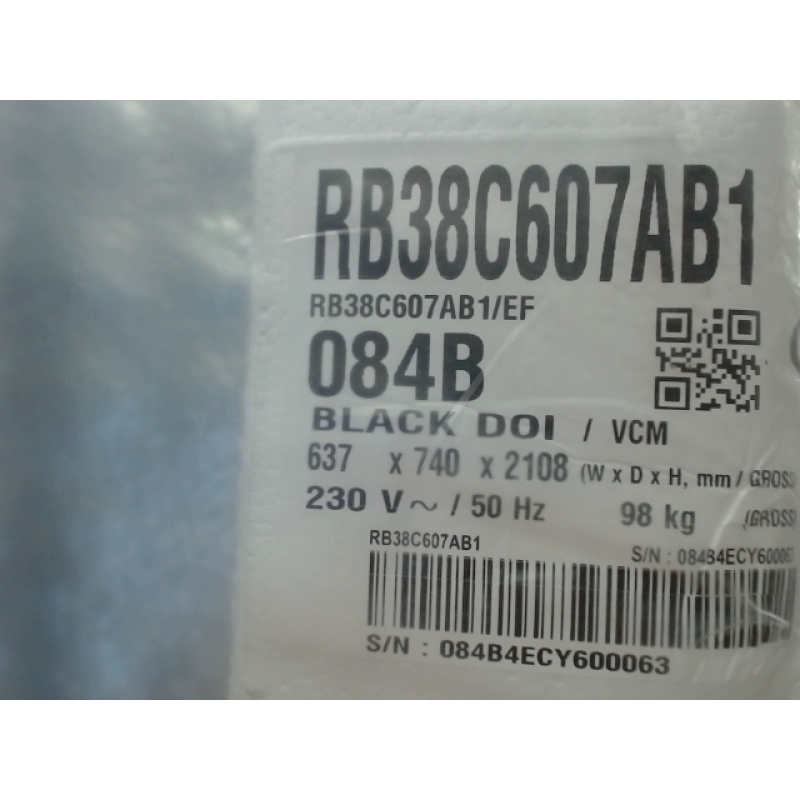 RB38C607AB1
RB38C607AB1/EF
084B
BLACK DOI / VCM
637 x 740 x 2108 (W x D x H, mm / GROSS
230 V ~ / 50 Hz 98 kg (GROSS)
RB38C607AB1
S/N : 084B4ECY600063
S/N : 084B4ECY600063